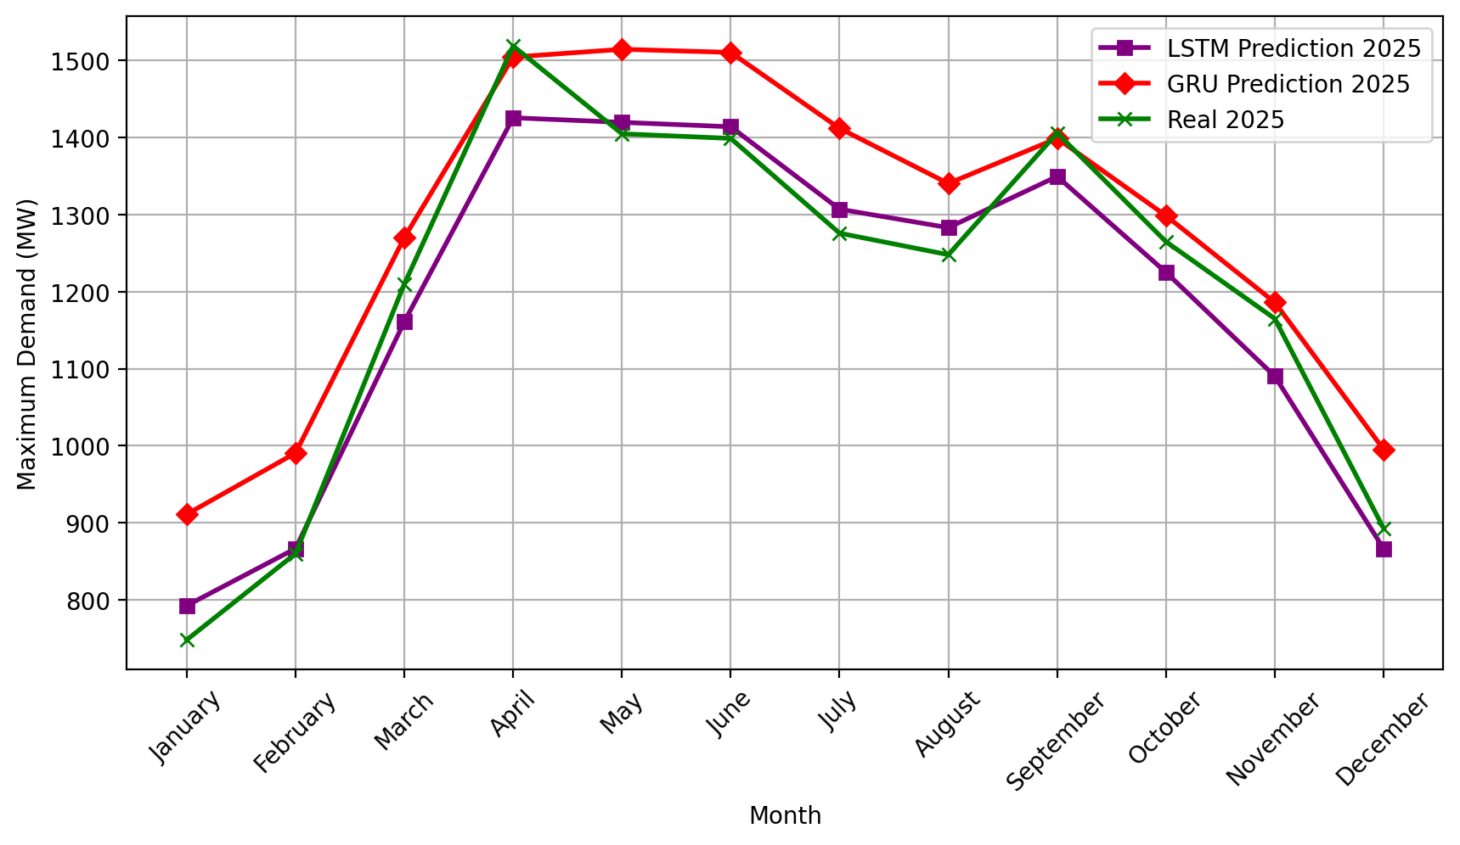 1500
1400
1300
1200
1100
1000
900
800
Maximum Demand (MW)
LSTM Prediction 2025
GRU Prediction 2025
Real 2025
January
February
March
April
May
June
July
August
September
October
November
December
Month